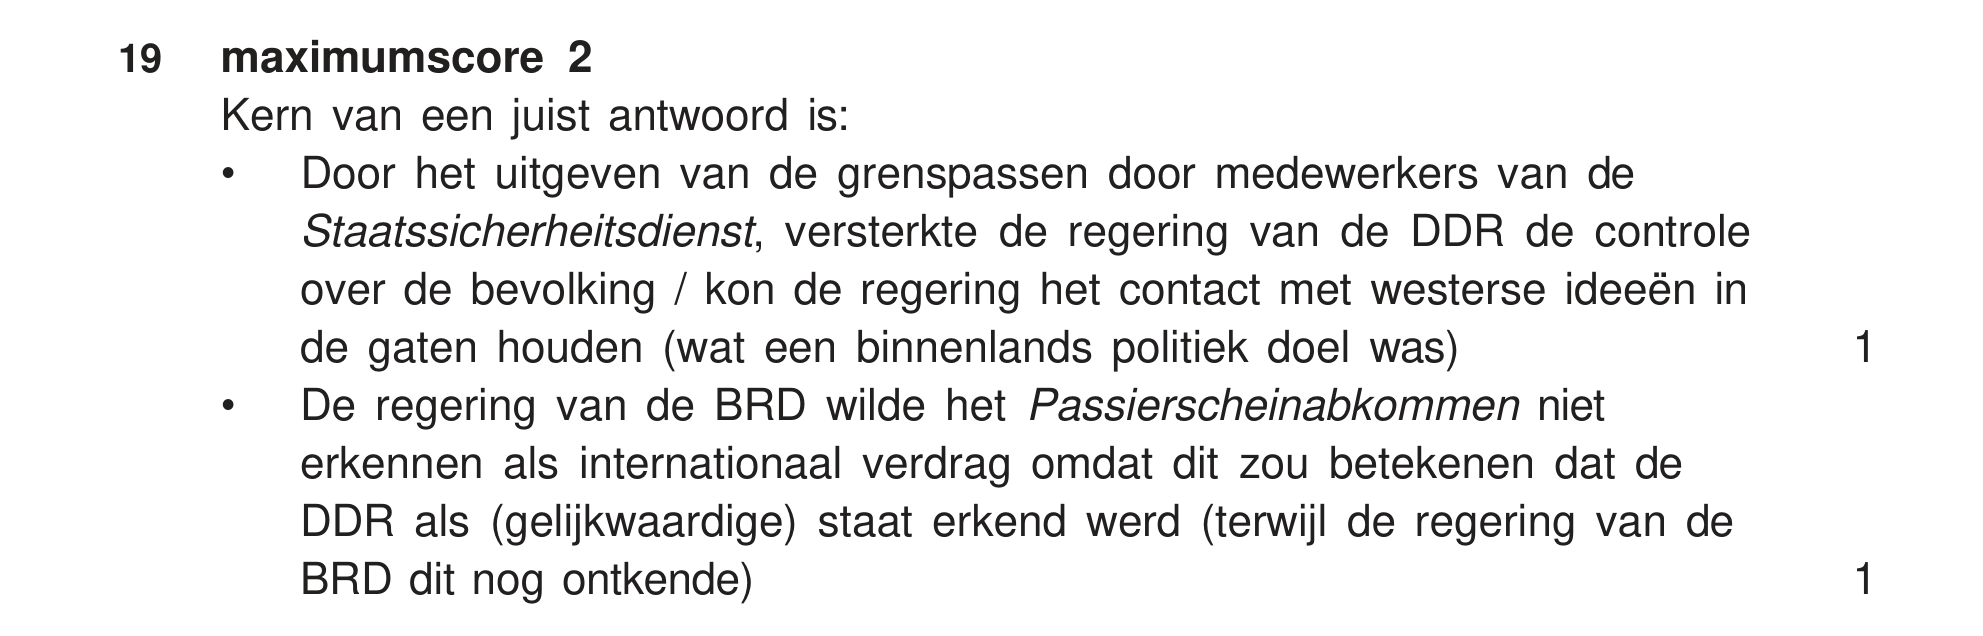 19 maximumscore 2
Kern van een juist antwoord is:
• Door het uitgeven van de grenspassen door medewerkers van de
Staatssicherheitsdienst, versterkte de regering van de DDR de controle
over de bevolking / kon de regering het contact met westerse ideeën in
de gaten houden (wat een binnenlands politiek doel was) 1
• De regering van de BRD wilde het Passierscheinabkommen niet
erkennen als internationaal verdrag omdat dit zou betekenen dat de
DDR als (gelijkwaardige) staat erkend werd (terwijl de regering van de
BRD dit nog ontkende) 1